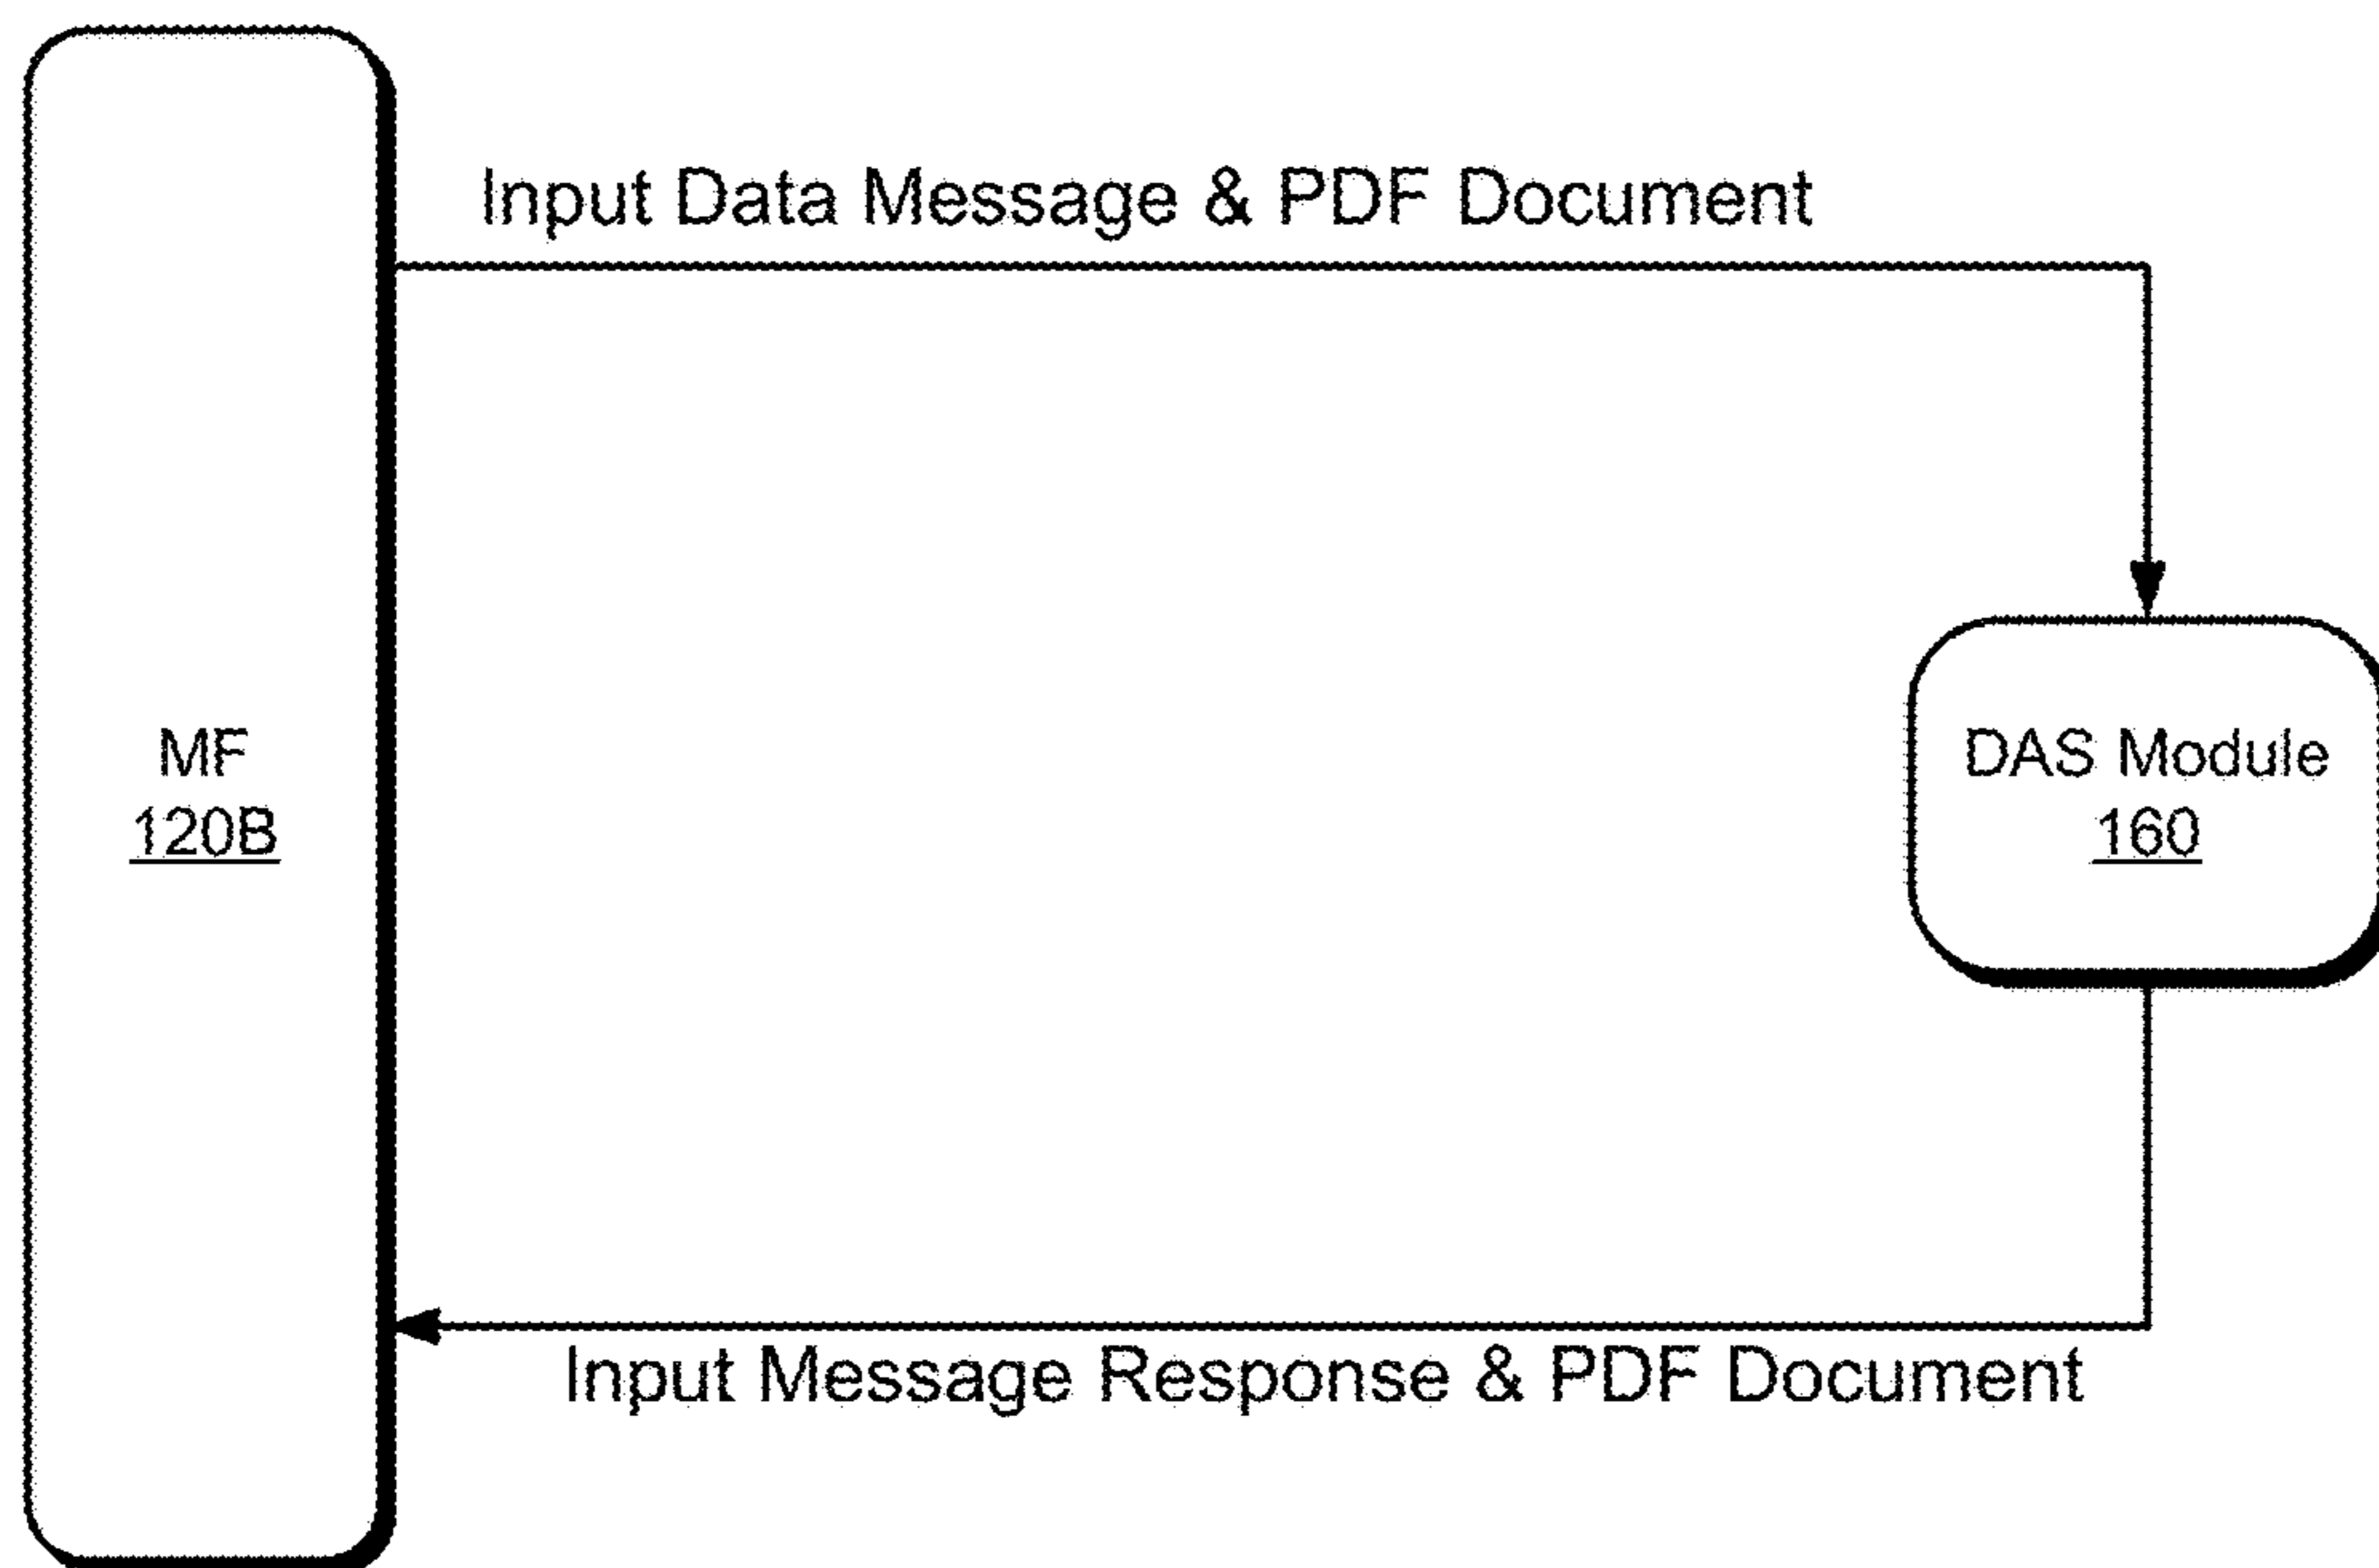 Input Data Message & PDF Document
MF
120B
DAS Module
160
Input Message Response & PDF Document